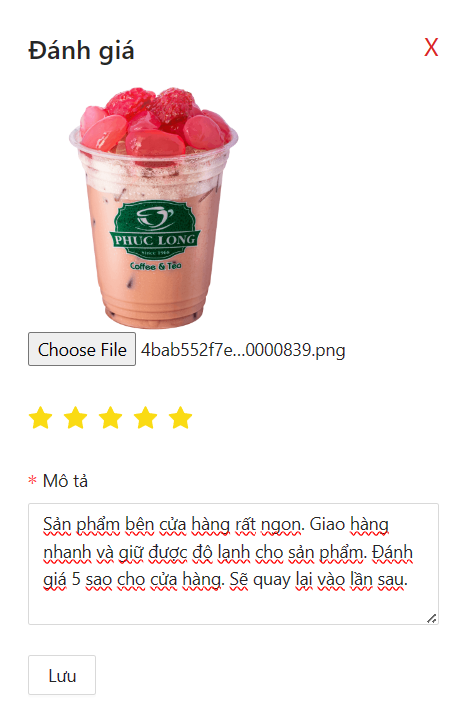 Đánh giá
X
PHUC LONG
SINCE 1968
Coffee & Tea
Choose File 4bab552f7e...0000839.png
* Mô tả
Sản phẩm bên cửa hàng rất ngon. Giao hàng
nhanh và giữ được độ lạnh cho sản phẩm. Đánh
giá 5 sao cho cửa hàng. Sẽ quay lại vào lần sau.
Lưu